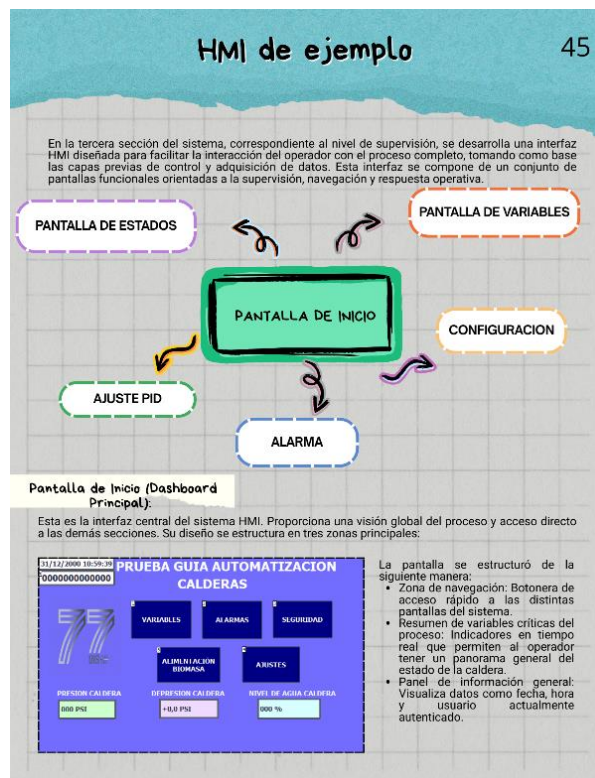 HMI de ejemplo
45
En la tercera sección del sistema, correspondiente al nivel de supervisión, se desarrolla una interfaz
HMI diseñada para facilitar la interacción del operador con el proceso completo, tomando como base
las capas previas de control y adquisición de datos. Esta interfaz se compone de un conjunto de
pantallas funcionales orientadas a la supervisión, navegación y respuesta operativa.
PANTALLA DE ESTADOS
PANTALLA DE VARIABLES
PANTALLA DE INICIO
CONFIGURACION
AJUSTE PID
ALARMA
Pantalla de Inicio (Dashboard
Principal):
Esta es la interfaz central del sistema HMI. Proporciona una visión global del proceso y acceso directo
a las demás secciones. Su diseño se estructura en tres zonas principales:
31/12/2000 10:59:39
0000000000000
PRUEBA GUIA AUTOMATIZACION
CALDERAS
VARIABLES
ALARMAS
SEGURIDAD
ALIMENTACIÓN
BIOMASA
AJUSTES
PRESION CALDERA
DEPRESION CALDERA
NIVEL DE AGUA CALDERA
000 PSI
+0,0 PSI
000 %
La pantalla se estructuró de la
siguiente manera:
• Zona de navegación: Botonera de
acceso rápido a las distintas
pantallas del sistema.
• Resumen de variables críticas del
proceso: Indicadores en tiempo
real que permiten al operador
tener un panorama general del
estado de la caldera.
• Panel de información general:
Visualiza datos como fecha, hora
y usuario actualmente
autenticado.